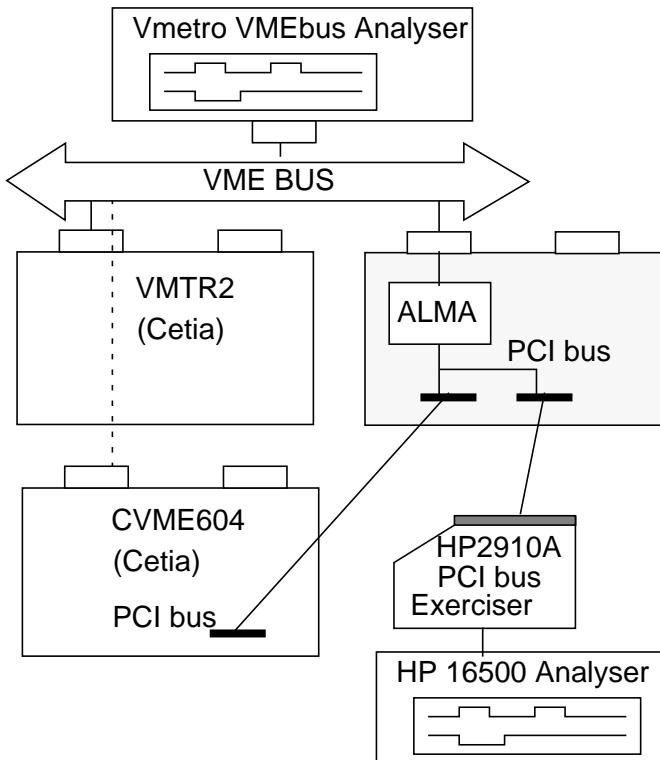 Vmetro VMEbus Analyser
VME BUS
VMTR2
(Cetia)
ALMA
PCI bus
CVME604
(Cetia)
PCI bus
HP2910A
PCI bus
Exerciser
HP 16500 Analyser